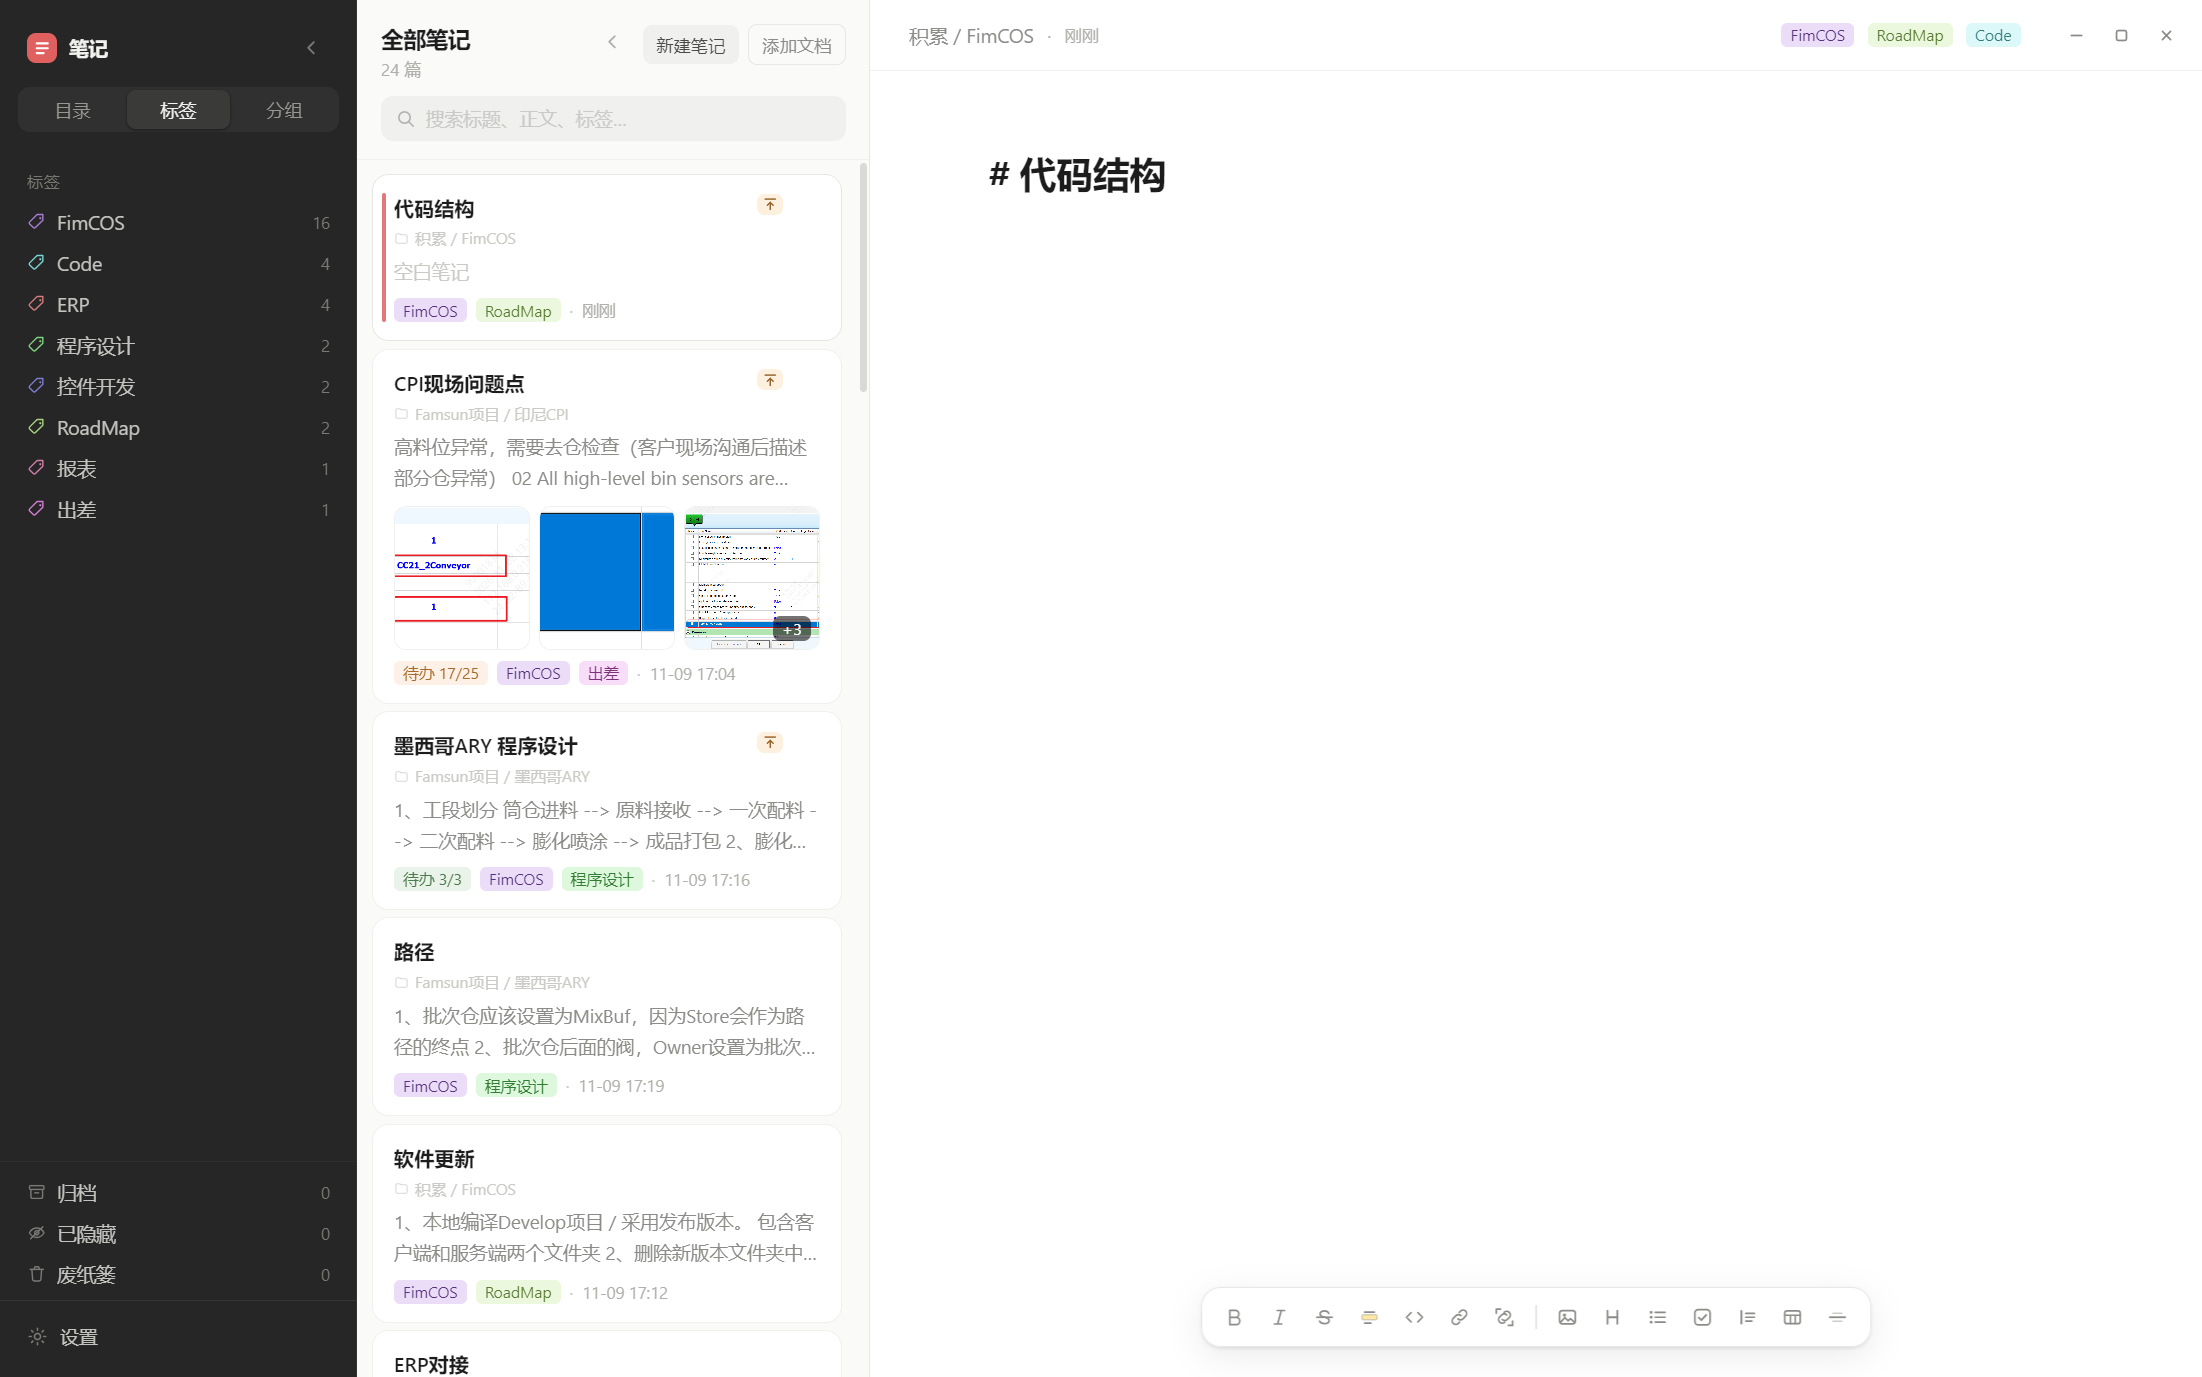 笔记
目录
标签
分组
标签
FimCOS 16
Code 4
ERP 4
程序设计 2
控件开发 2
RoadMap 2
报表 1
出差 1
归档 0
已隐藏 0
废纸篓 0
设置
全部笔记
24 篇
新建笔记
添加文档
搜索标题、正文、标签...
代码结构
积累 / FimCOS
空白笔记
FimCOS RoadMap · 刚刚
CPI现场问题点
Famsun项目 / 印尼CPI
高料位异常，需要去仓检查（客户现场沟通后描述
部分仓异常） 02 All high-level bin sensors are...
1
CC21_2Conveyor
1
+3
待办 17/25 FimCOS 出差 · 11-09 17:04
墨西哥ARY 程序设计
Famsun项目 / 墨西哥ARY
1、工段划分 筒仓进料 --> 原料接收 --> 一次配料 -
-> 二次配料 --> 膨化喷涂 --> 成品打包 2、膨化...
待办 3/3 FimCOS 程序设计 · 11-09 17:16
路径
Famsun项目 / 墨西哥ARY
1、批次仓应该设置为MixBuf，因为Store会作为路
径的终点 2、批次仓后面的阀，Owner设置为批次...
FimCOS 程序设计 · 11-09 17:19
软件更新
积累 / FimCOS
1、本地编译Develop项目 / 采用发布版本。 包含客
户端和服务端两个文件夹 2、删除新版本文件夹中...
FimCOS RoadMap · 11-09 17:12
ERP对接
积累 / FimCOS · 刚刚
FimCOS RoadMap Code
# 代码结构